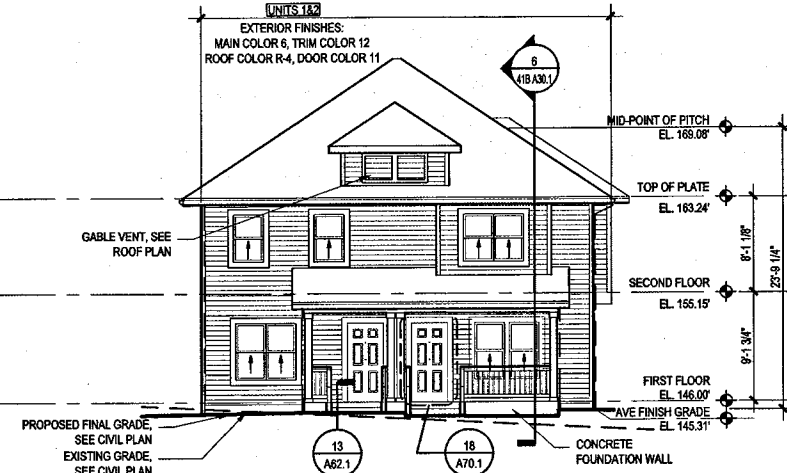 UNITS 1&2
EXTERIOR FINISHES:
MAIN COLOR 6, TRIM COLOR 12
ROOF COLOR R-4, DOOR COLOR 11
6
41B A30.1
MID-POINT OF PITCH
EL. 169.08'
TOP OF PLATE
EL. 163.24'
GABLE VENT, SEE
ROOF PLAN
8'-1 1/8"
23'-9 1/4"
SECOND FLOOR
EL. 155.15'
9'-1 3/4"
FIRST FLOOR
EL. 146.00'
AVE FINISH GRADE
EL. 145.31'
PROPOSED FINAL GRADE,
SEE CIVIL PLAN
EXISTING GRADE,
SEE CIVIL PLAN
13
A62.1
18
A70.1
CONCRETE
FOUNDATION WALL